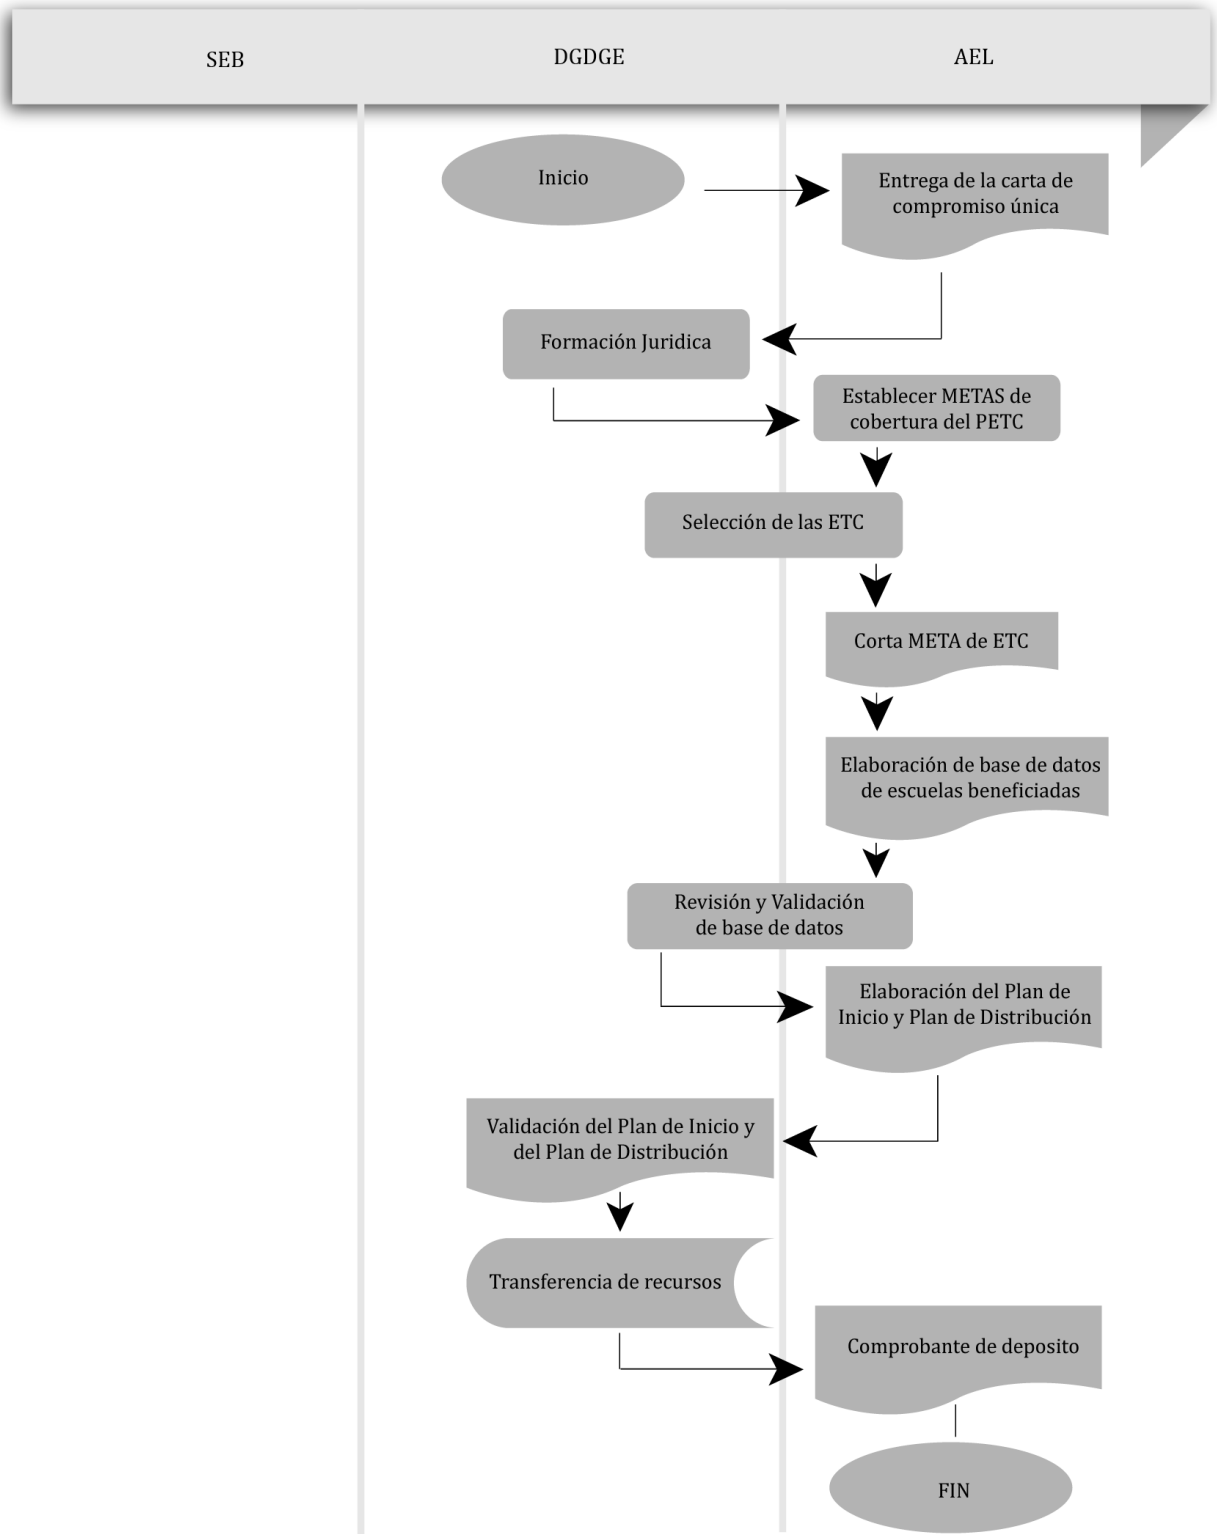 SEB
DGDGE
AEL
Inicio
Entrega de la carta de
compromiso única
Formación Juridica
Establecer METAS de
cobertura del PETC
Selección de las ETC
Corta META de ETC
Elaboración de base de datos
de escuelas beneficiadas
Revisión y Validación
de base de datos
Elaboración del Plan de
Inicio y Plan de Distribución
Validación del Plan de Inicio y
del Plan de Distribución
Transferencia de recursos
Comprobante de deposito
FIN